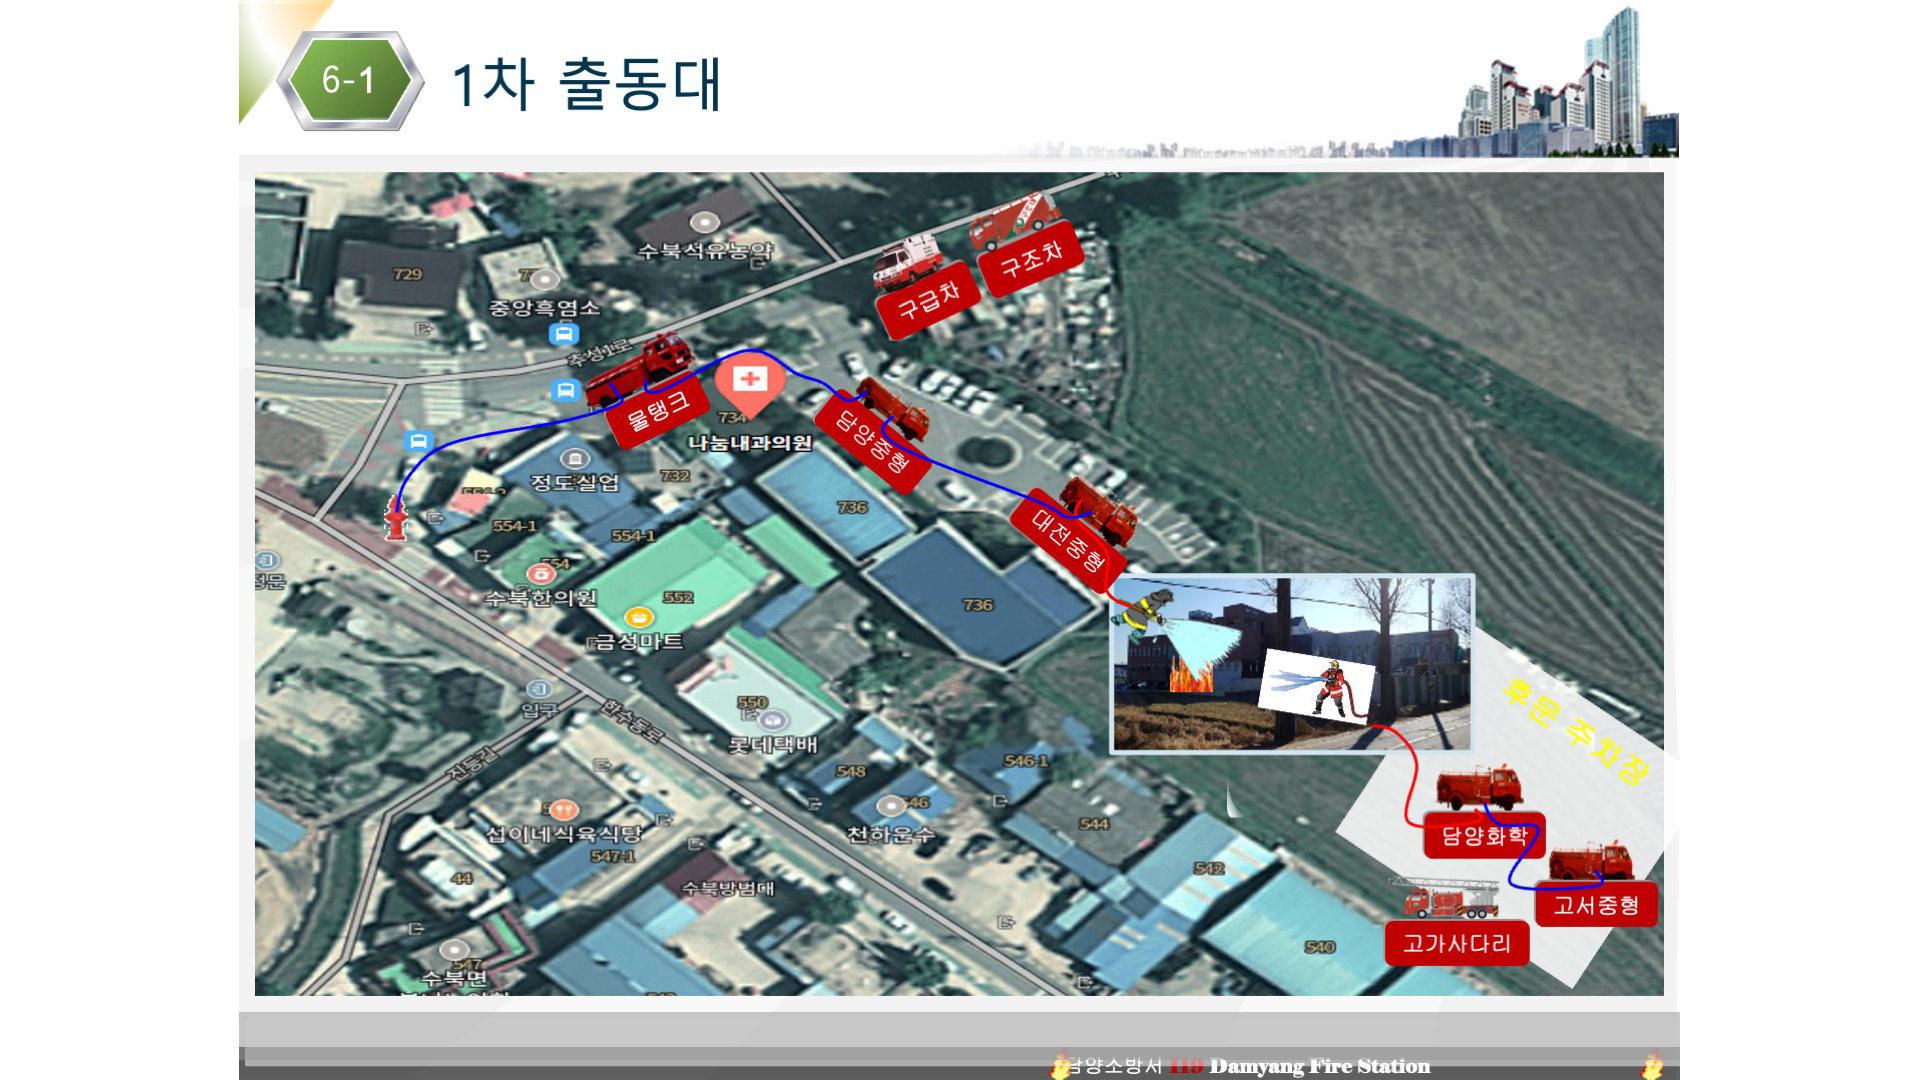 6-1
1차 출동대
수북석유농약
729
중앙흑염소
구조차
구급차
추성1로
물탱크
734
나눔내과의원
담양중형
정도실업
732
736
554-1
554-1
대전중형
554
수북한의원
552
736
금성마트
입구
한수동로
550
롯데택배
진등길
548
546-1
후문 주차장
섭이네식육식당
547-1
천하운수
544
담양화학
44
수북방범대
542
고서중형
고가사다리
547
수북면
540
담양소방서 119 Damyang Fire Station